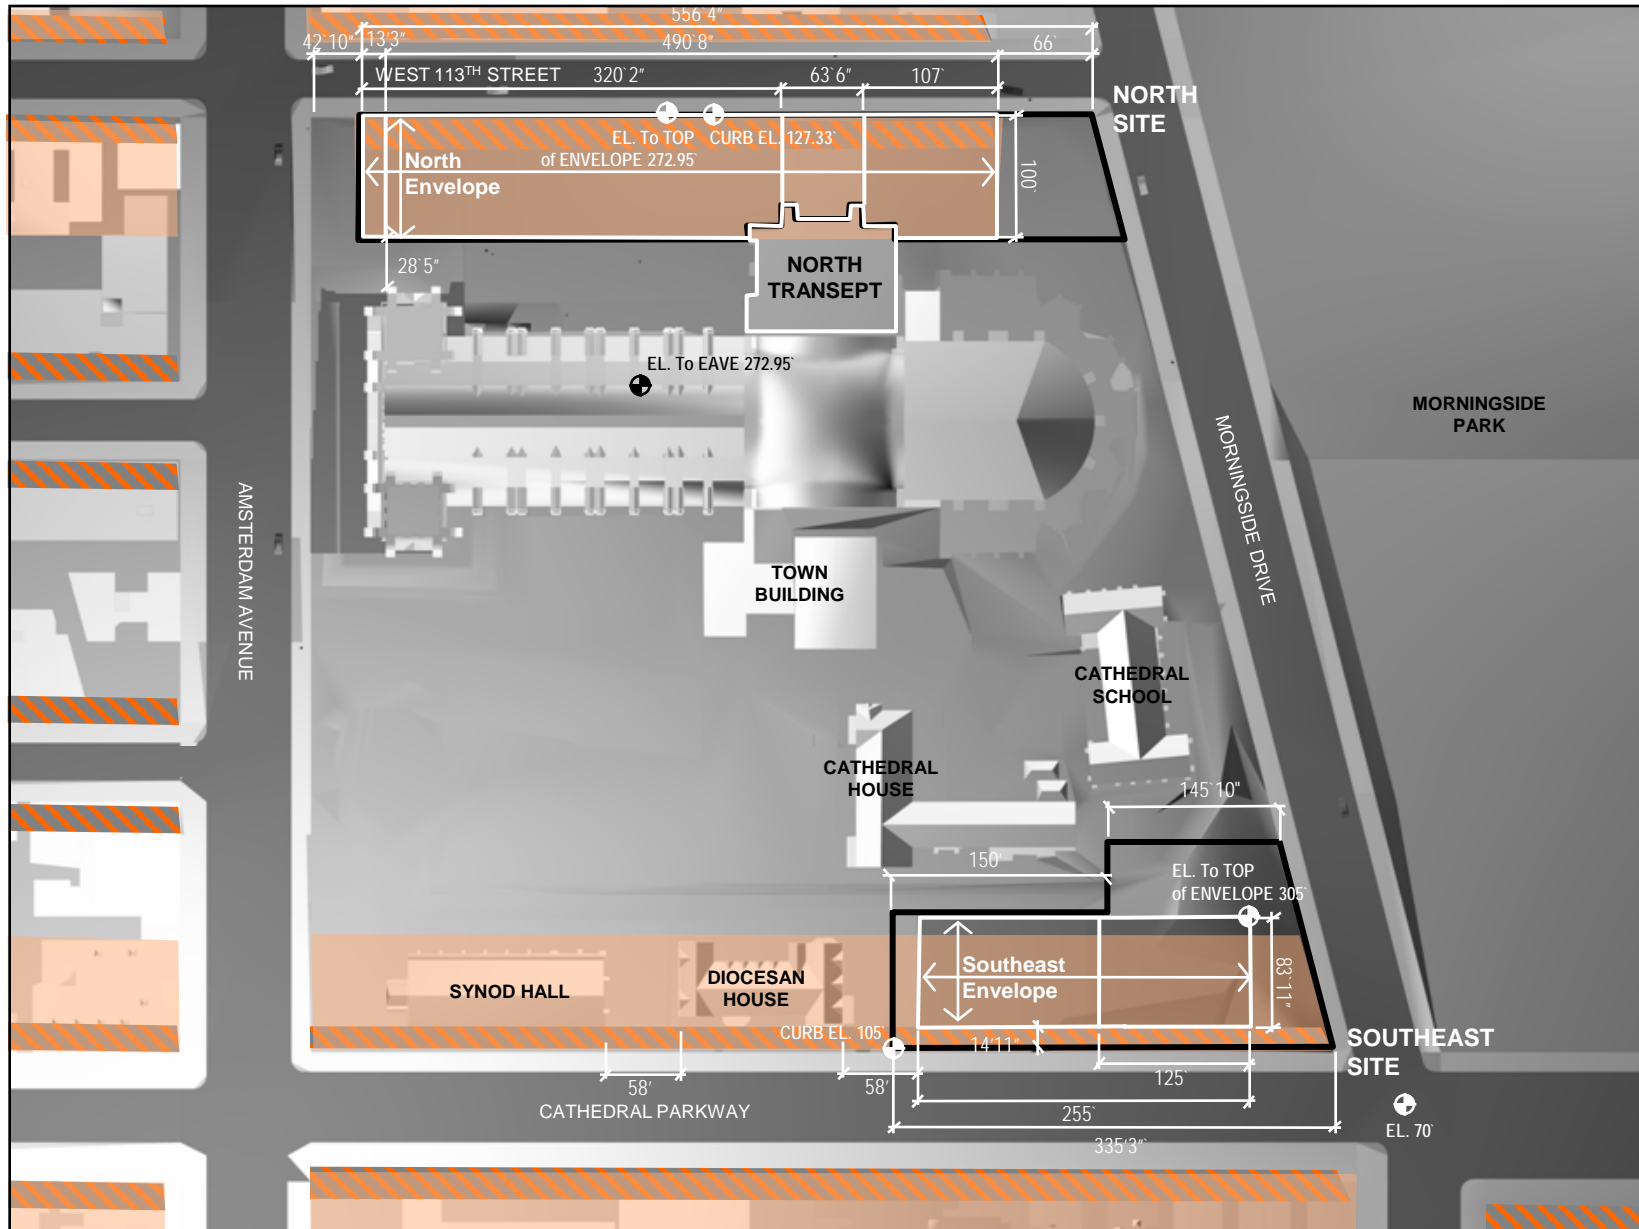 556`4"
42`10"
13'3"
490`8"
66`
WEST 113TH STREET
320`2"
63`6"
107`
NORTH
SITE
EL. To TOP
of ENVELOPE 272.95`
CURB EL. 127.33`
North
Envelope
100`
28`5"
NORTH
TRANSEPT
EL. To EAVE 272.95`
MORNINGSIDE
PARK
MORNINGSIDE DRIVE
AMSTERDAM AVENUE
TOWN
BUILDING
CATHEDRAL
SCHOOL
CATHEDRAL
HOUSE
145`10"
150'
EL. To TOP
of ENVELOPE 305`
Southeast
Envelope
83`11"
SYNOD HALL
DIOCESAN
HOUSE
CURB EL. 105`
14'11"
SOUTHEAST
SITE
58'
58'
125`
CATHEDRAL PARKWAY
255`
335'3"`
EL. 70`